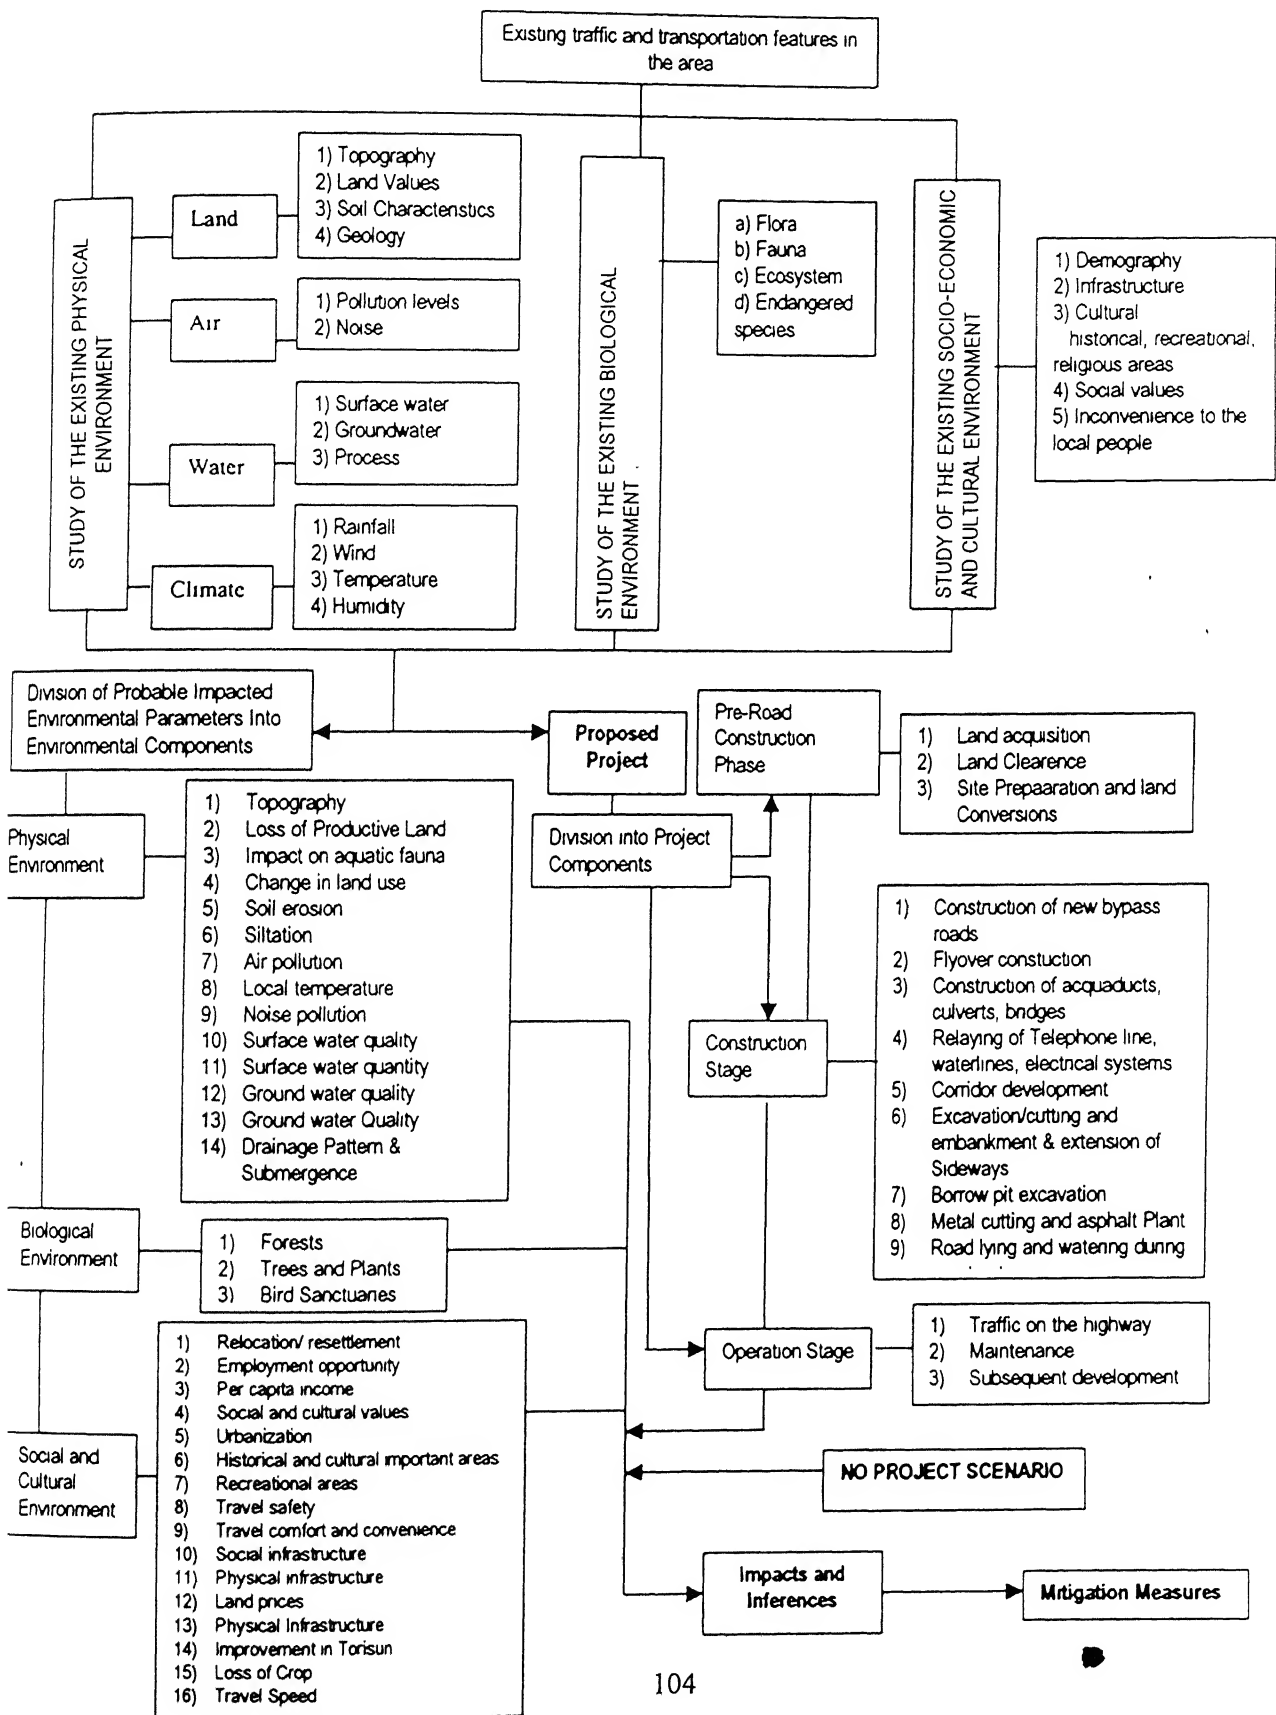 Existing traffic and transportation features in
the area
STUDY OF THE EXISTING PHYSICAL
ENVIRONMENT
Land
1) Topography
2) Land Values
3) Soil Characteristics
4) Geology
Air
1) Pollution levels
2) Noise
Water
1) Surface water
2) Groundwater
3) Process
Climate
1) Rainfall
2) Wind
3) Temperature
4) Humidity
STUDY OF THE EXISTING BIOLOGICAL
ENVIRONMENT
a) Flora
b) Fauna
c) Ecosystem
d) Endangered
species
STUDY OF THE EXISTING SOCIO-ECONOMIC
AND CULTURAL ENVIRONMENT
1) Demography
2) Infrastructure
3) Cultural
historical, recreational,
religious areas
4) Social values
5) Inconvenience to the
local people
Division of Probable Impacted
Environmental Parameters Into
Environmental Components
Proposed
Project
Pre-Road
Construction
Phase
1) Land acquisition
2) Land Clearence
3) Site Prepaaration and land
Conversions
Physical
Environment
1) Topography
2) Loss of Productive Land
3) Impact on aquatic fauna
4) Change in land use
5) Soil erosion
6) Siltation
7) Air pollution
8) Local temperature
9) Noise pollution
10) Surface water quality
11) Surface water quantity
12) Ground water quality
13) Ground water Quality
14) Drainage Pattern &
Submergence
Division into Project
Components
Construction
Stage
1) Construction of new bypass
roads
2) Flyover constuction
3) Construction of acquaducts,
culverts, bridges
4) Relaying of Telephone line,
waterlines, electrical systems
5) Corridor development
6) Excavation/cutting and
embankment & extension of
Sideways
7) Borrow pit excavation
8) Metal cutting and asphalt Plant
9) Road lying and watering during
Biological
Environment
1) Forests
2) Trees and Plants
3) Bird Sanctuaries
Operation Stage
1) Traffic on the highway
2) Maintenance
3) Subsequent development
Social and
Cultural
Environment
1) Relocation/ resettlement
2) Employment opportunity
3) Per capita income
4) Social and cultural values
5) Urbanization
6) Historical and cultural important areas
7) Recreational areas
8) Travel safety
9) Travel comfort and convenience
10) Social infrastructure
11) Physical infrastructure
12) Land prices
13) Physical Infrastructure
14) Improvement in Torisun
15) Loss of Crop
16) Travel Speed
NO PROJECT SCENARIO
Impacts and
Inferences
Mitigation Measures
104